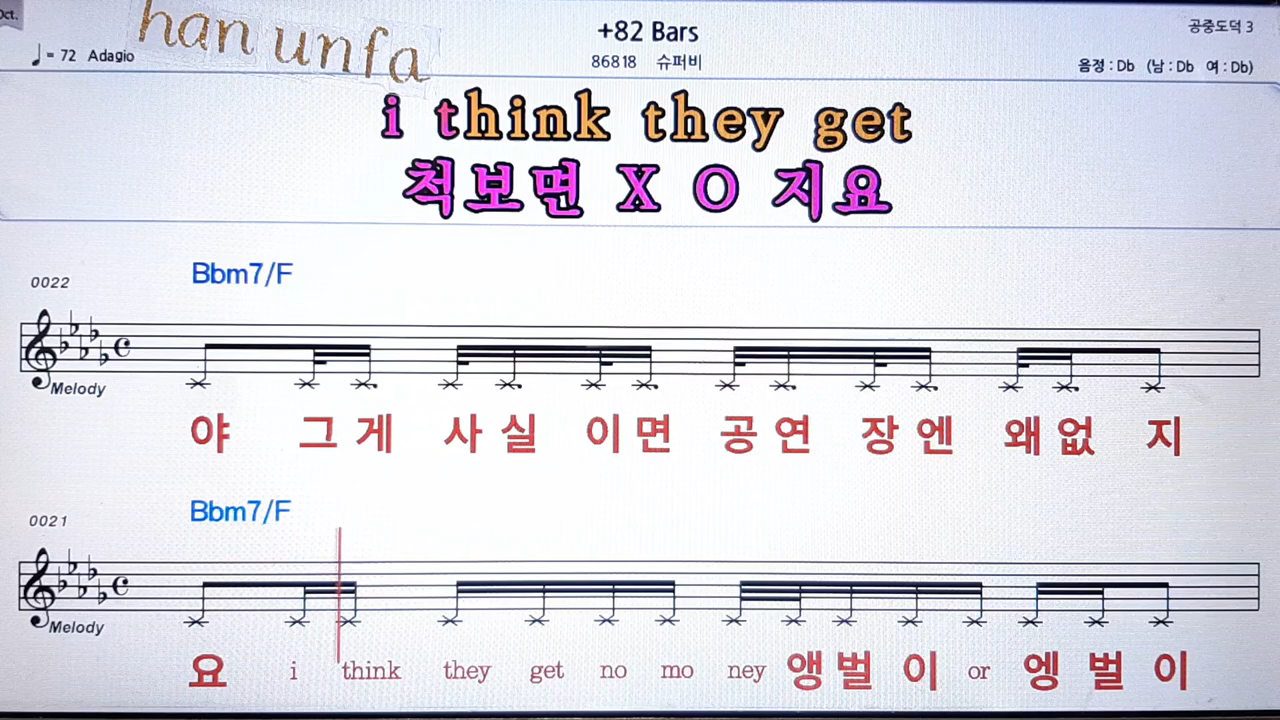 Oct.
han unfa
+82 Bars
공중도덕 3
♩= 72 Adagio
86818 슈퍼비
음정 : Db (남 : Db 여 : Db)
i think they get
척보면 X O 지요
0022
Bbm7/F
Melody
야 그게 사실 이면 공연 장엔 왜없 지
0021
Bbm7/F
Melody
요 i think they get no mo ney 앵벌 이 or 엥 벌 이